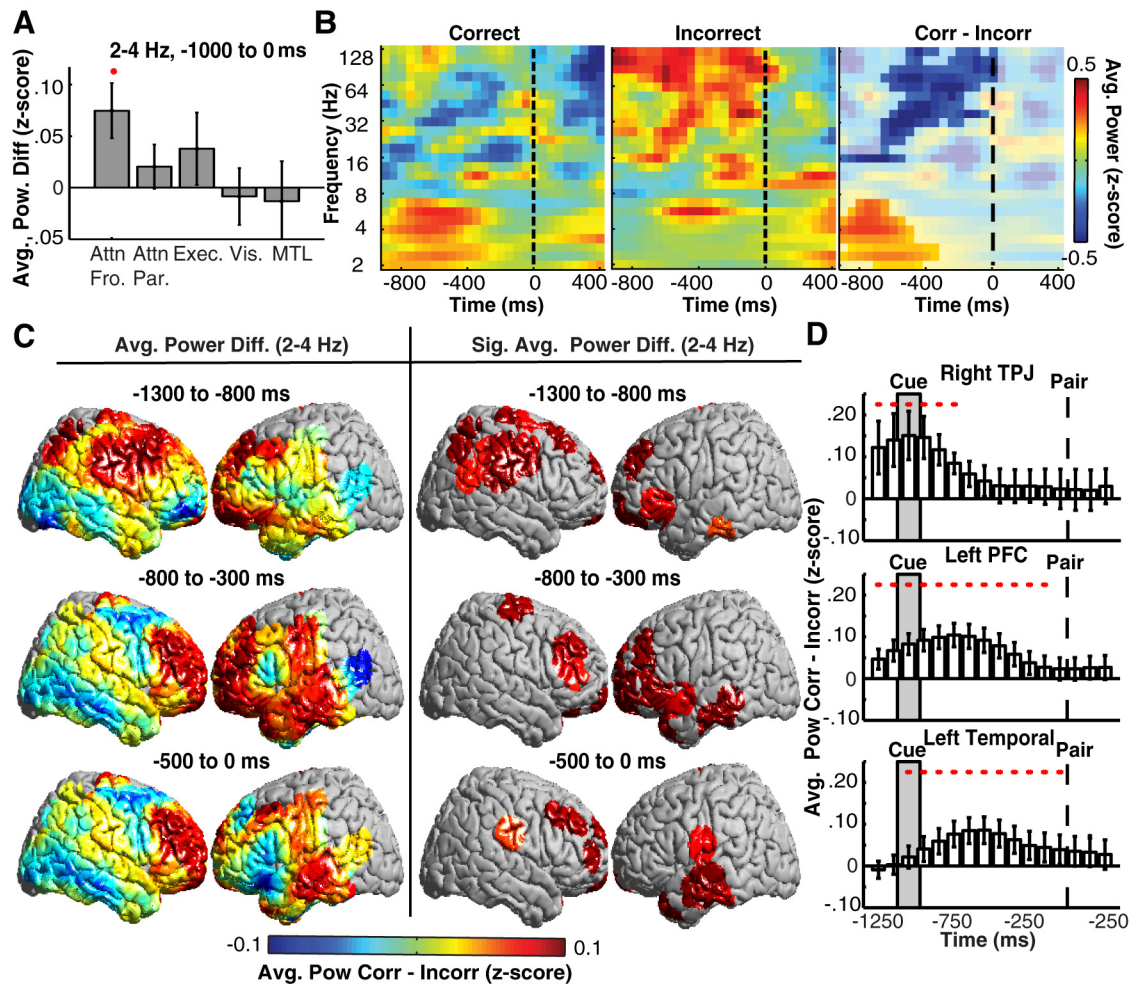 A
2-4 Hz, -1000 to 0 ms
Avg. Pow. Diff (z-score)
.10
.05
0
-.05
Attn Fro.
Attn Par.
Exec.
Vis.
MTL
B
Correct
Incorrect
Corr - Incorr
Frequency (Hz)
128
64
32
16
8
4
2
-800 -400 0 400
Time (ms)
-800 -400 0 400
Time (ms)
-800 -400 0 400
Time (ms)
0.5
-0.5
Avg. Power (z-score)
C
Avg. Power Diff. (2-4 Hz)
Sig. Avg. Power Diff. (2-4 Hz)
-1300 to -800 ms
-1300 to -800 ms
-800 to -300 ms
-800 to -300 ms
-500 to 0 ms
-500 to 0 ms
-0.1
0.1
Avg. Pow Corr - Incorr (z-score)
D
Right TPJ
Cue
Pair
.20
.10
0
-.10
Left PFC
Cue
Pair
.20
.10
0
-.10
Left Temporal
Cue
Pair
.20
.10
0
-.10
Avg. Pow Corr - Incorr (z-score)
-1250 -750 -250 -250
Time (ms)